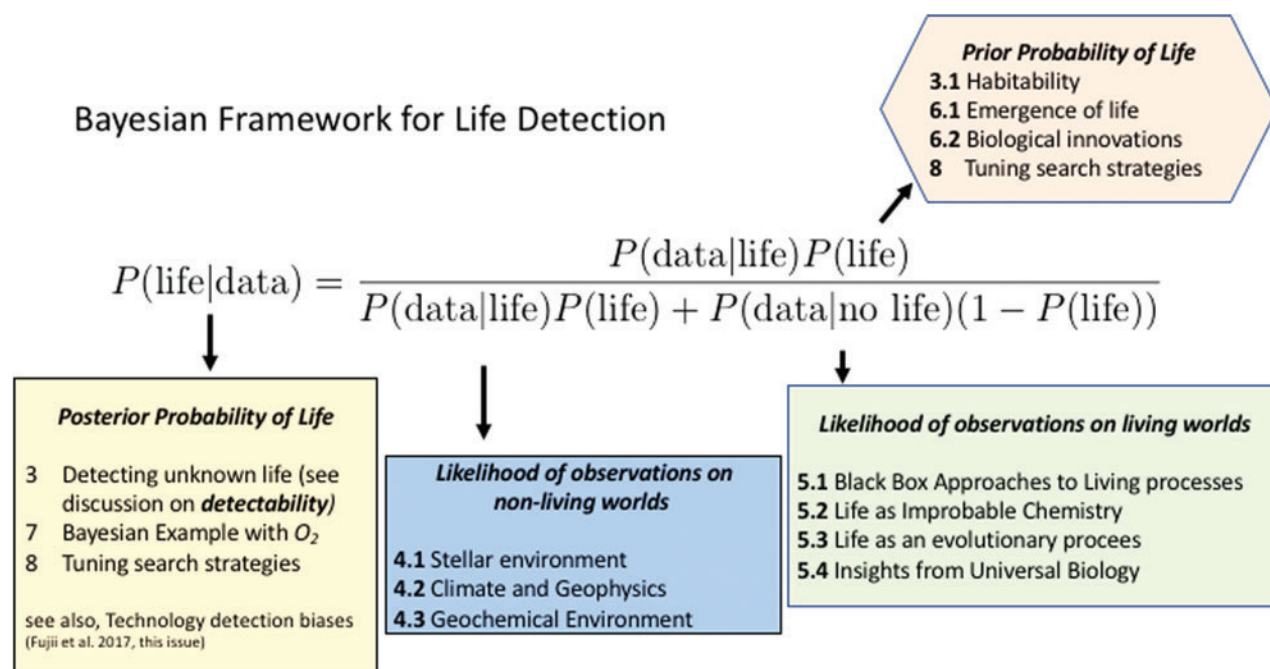 Bayesian Framework for Life Detection
Prior Probability of Life
3.1 Habitability
6.1 Emergence of life
6.2 Biological innovations
8 Tuning search strategies
P(life|data) = P(data|life)P(life) / P(data|life)P(life) + P(data|no life)(1 − P(life))
Posterior Probability of Life
3 Detecting unknown life (see
discussion on detectability)
7 Bayesian Example with O2
8 Tuning search strategies
see also, Technology detection biases
(Fujii et al. 2017, this issue)
Likelihood of observations on
non-living worlds
4.1 Stellar environment
4.2 Climate and Geophysics
4.3 Geochemical Environment
Likelihood of observations on living worlds
5.1 Black Box Approaches to Living processes
5.2 Life as Improbable Chemistry
5.3 Life as an evolutionary procees
5.4 Insights from Universal Biology